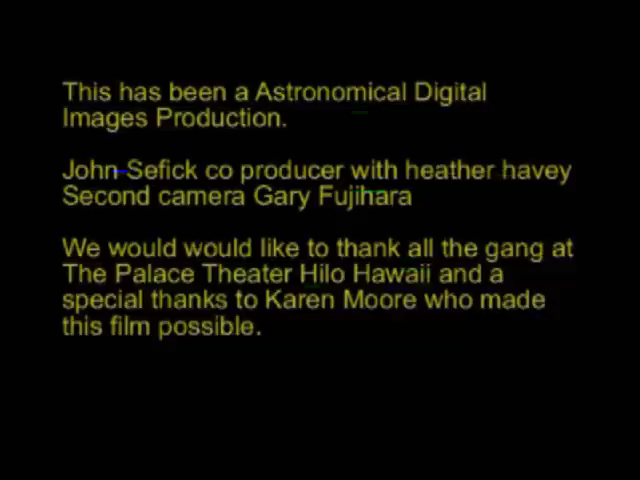 This has been a Astronomical Digital
Images Production.
John Sefick co producer with heather havey
Second camera Gary Fujihara
We would would like to thank all the gang at
The Palace Theater Hilo Hawaii and a
special thanks to Karen Moore who made
this film possible.